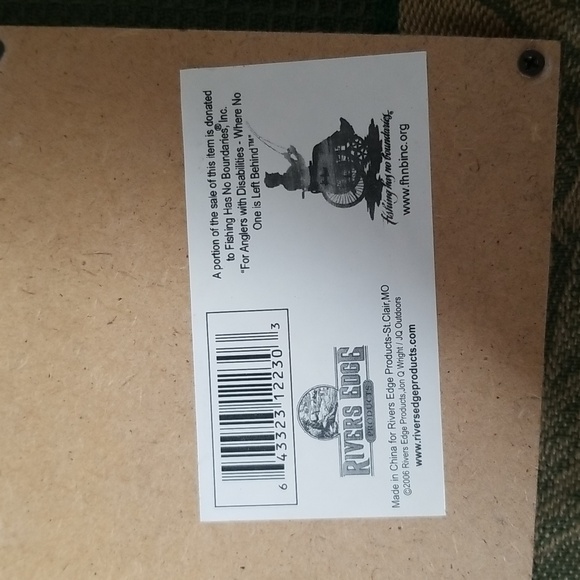 A portion of the sale of this item is donated
to Fishing Has No Boundaries,® Inc.
"For Anglers with Disabilities - Where No
One is Left Behind™"
fishing has no boundaries
www.fhnbinc.org
6 43323 12230 3
RIVERS EDGE
PRODUCTS
Made in China for Rivers Edge Products-St.Clair,MO
©2006 Rivers Edge Products,Jon Q Wright / JQ Outdoors
www.riversedgeproducts.com